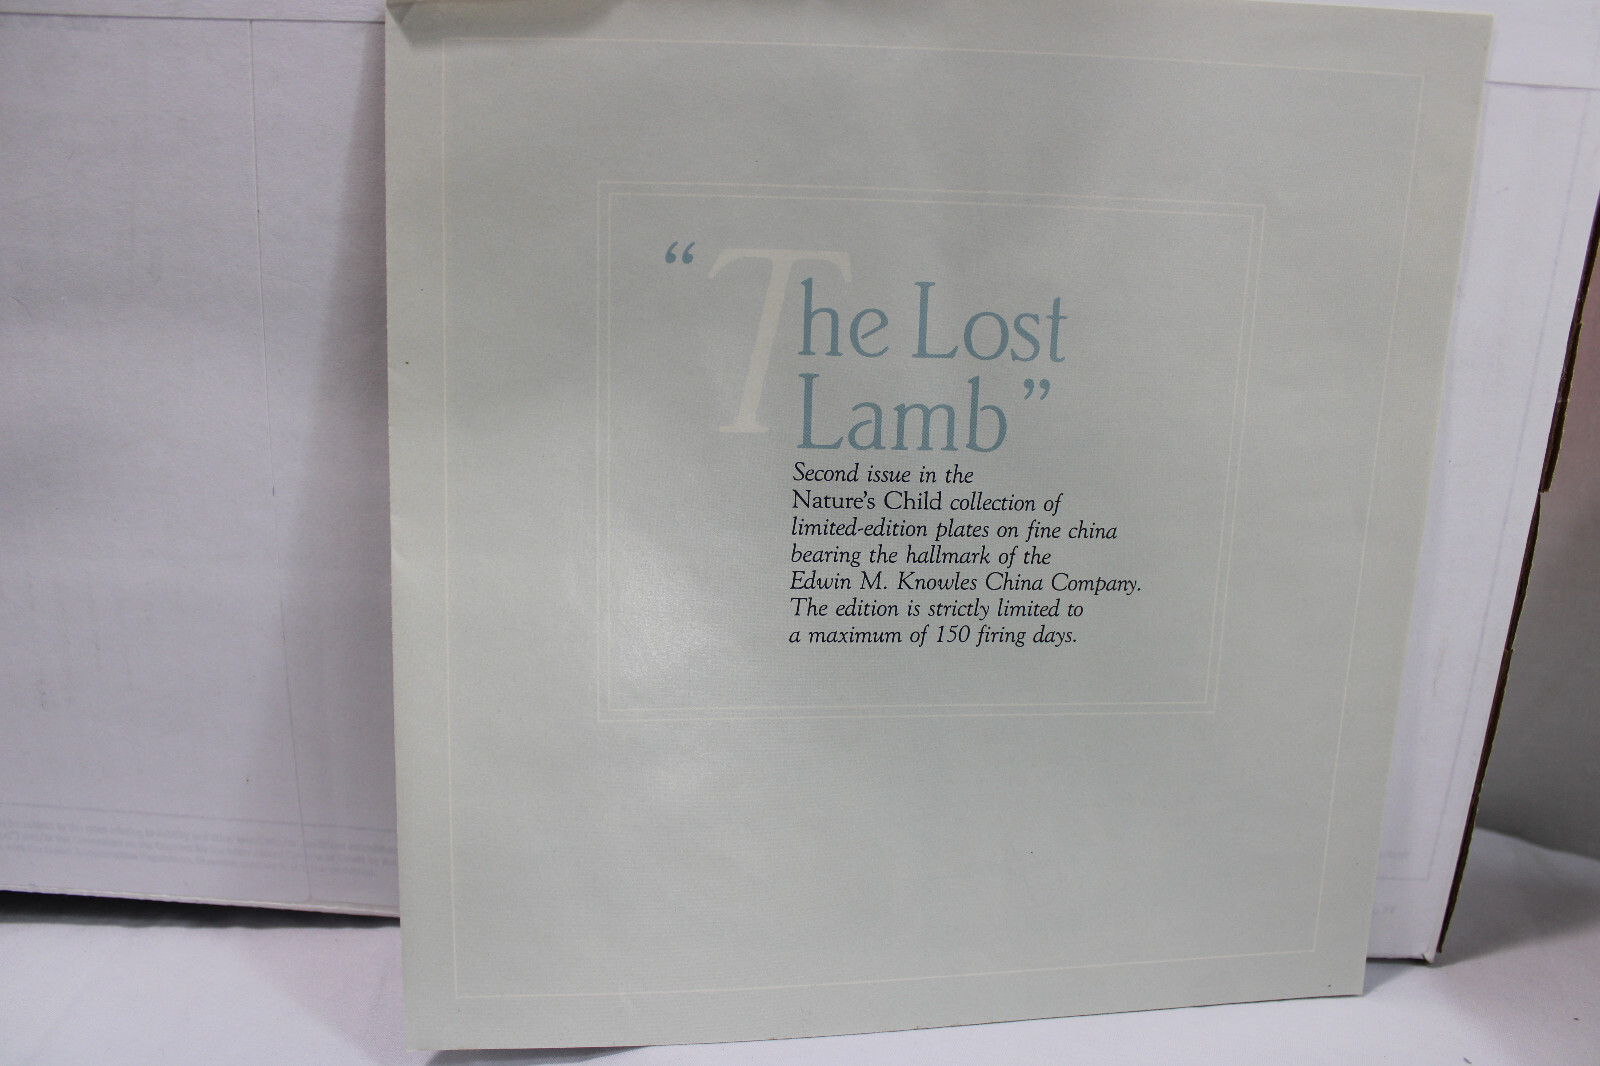 “The Lost
Lamb”
Second issue in the
Nature's Child collection of
limited-edition plates on fine china
bearing the hallmark of the
Edwin M. Knowles China Company.
The edition is strictly limited to
a maximum of 150 firing days.